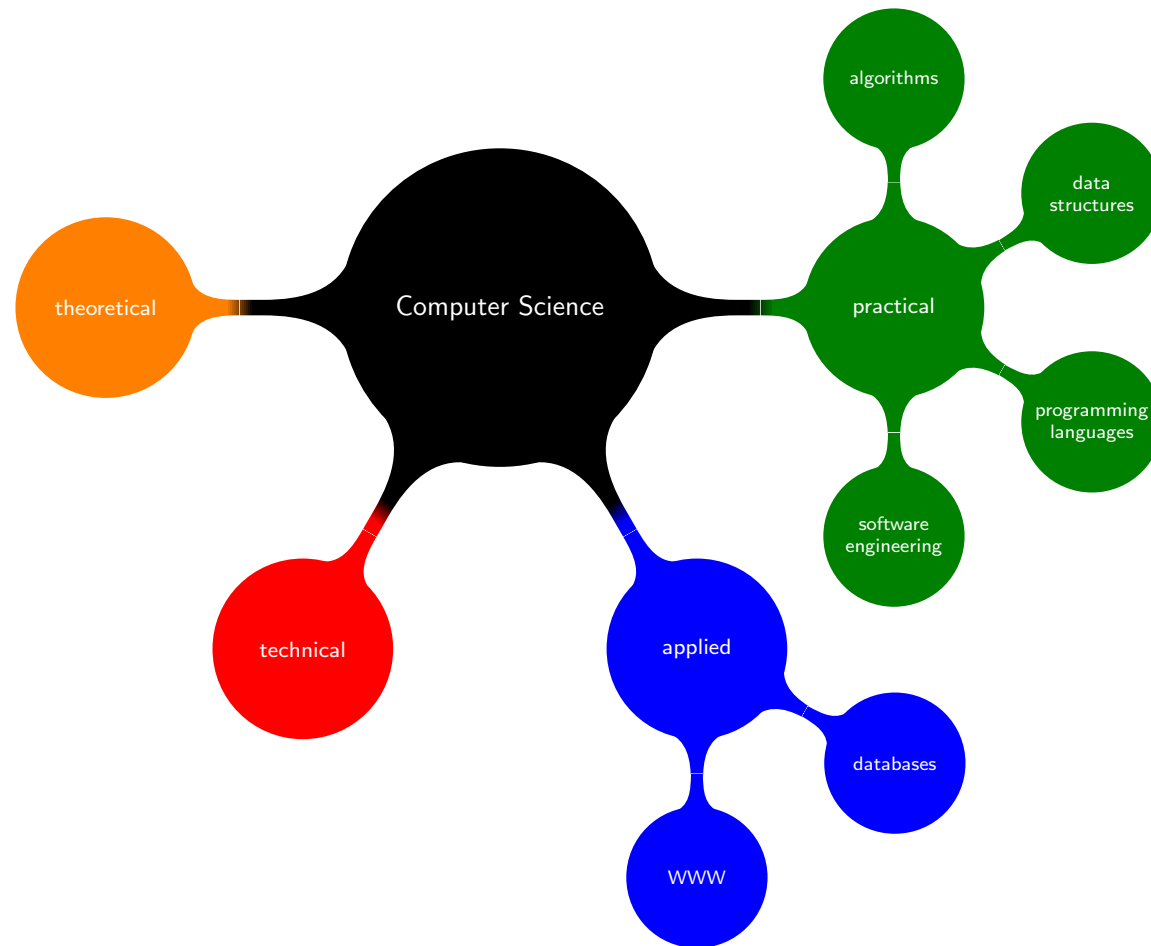 algorithms
data
structures
theoretical
Computer Science
practical
programming
languages
software
engineering
technical
applied
databases
WWW